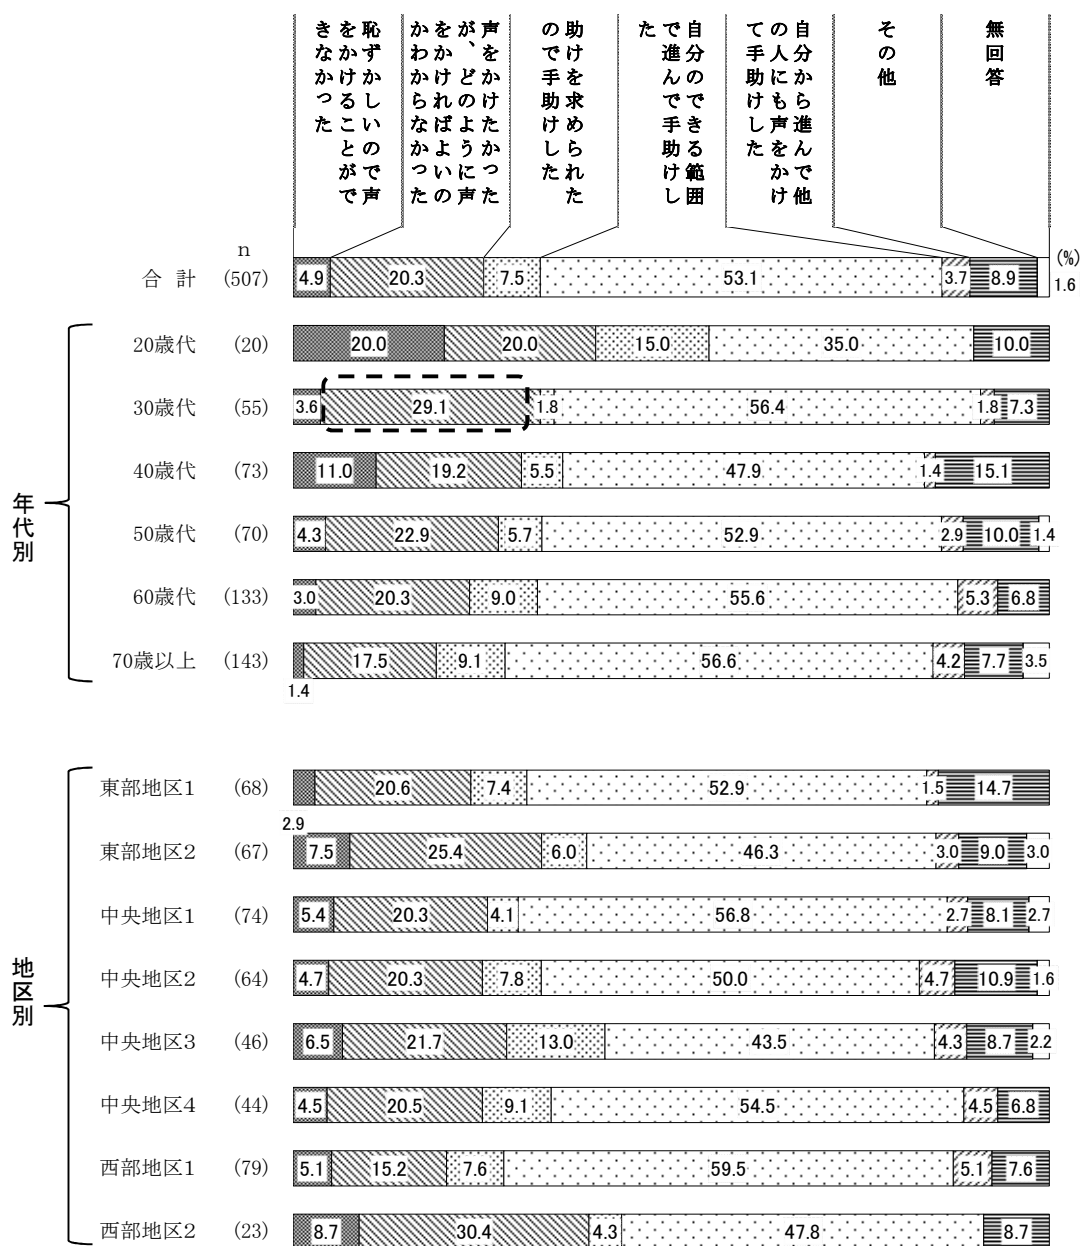 恥ずかしいので声
をかけることがで
きなかった
声をかけたかった
が、どのように声
をかければよいの
かわからなかった
助けを求められた
ので手助けした
自分のできる範囲
で進んで手助けし
た
自分から進んで他
の人にも声をかけ
て手助けした
その他
無回答
n
(%)
合 計 (507) 4.9 20.3 7.5 53.1 3.7 8.9 1.6
年代別
20歳代 (20) 20.0 20.0 15.0 35.0 10.0
30歳代 (55) 3.6 29.1 1.8 56.4 1.8 7.3
40歳代 (73) 11.0 19.2 5.5 47.9 1.4 15.1
50歳代 (70) 4.3 22.9 5.7 52.9 2.9 10.0 1.4
60歳代 (133) 3.0 20.3 9.0 55.6 5.3 6.8
70歳以上 (143) 17.5 9.1 56.6 4.2 7.7 3.5
1.4
地区別
東部地区1 (68) 20.6 7.4 52.9 1.5 14.7
2.9
東部地区2 (67) 7.5 25.4 6.0 46.3 3.0 9.0 3.0
中央地区1 (74) 5.4 20.3 4.1 56.8 2.7 8.1 2.7
中央地区2 (64) 4.7 20.3 7.8 50.0 4.7 10.9 1.6
中央地区3 (46) 6.5 21.7 13.0 43.5 4.3 8.7 2.2
中央地区4 (44) 4.5 20.5 9.1 54.5 4.5 6.8
西部地区1 (79) 5.1 15.2 7.6 59.5 5.1 7.6
西部地区2 (23) 8.7 30.4 4.3 47.8 8.7